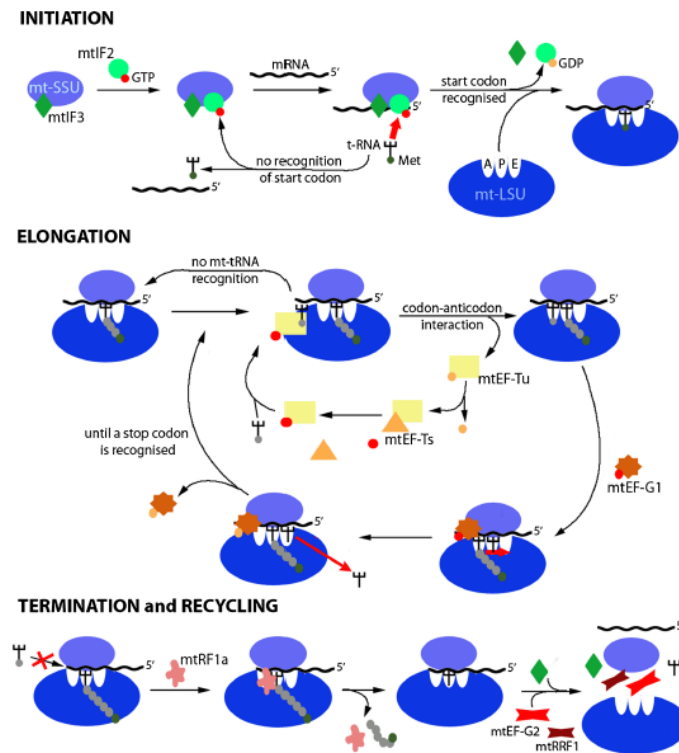 INITIATION
mtIF2
GTP
mt-SSU
mtIF3
mRNA
5'
5'
start codon
recognised
GDP
t-RNA
Met
no recognition
of start codon
5'
A P E
mt-LSU
ELONGATION
no mt-tRNA
recognition
5'
5'
codon-anticodon
interaction
5'
mtEF-Tu
mtEF-Ts
until a stop codon
is recognised
mtEF-G1
5'
5'
TERMINATION and RECYCLING
5'
mtRF1a
5'
5'
5'
mtEF-G2
mtRRF1